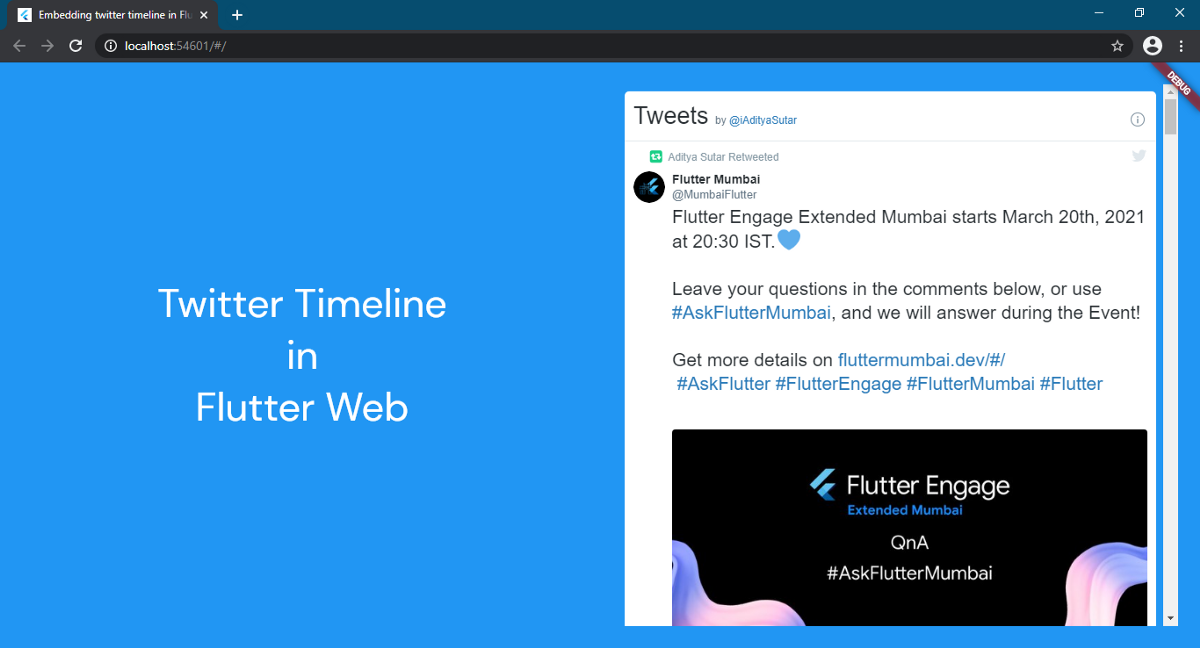 Embedding twitter timeline in Flu
localhost:54601/#/
DEBUG
Twitter Timeline
in
Flutter Web
Tweets by @iAdityaSutar
Aditya Sutar Retweeted
Flutter Mumbai
@MumbaiFlutter
Flutter Engage Extended Mumbai starts March 20th, 2021
at 20:30 IST.💙
Leave your questions in the comments below, or use
#AskFlutterMumbai, and we will answer during the Event!
Get more details on fluttermumbai.dev/#/
#AskFlutter #FlutterEngage #FlutterMumbai #Flutter
Flutter Engage
Extended Mumbai
QnA
#AskFlutterMumbai